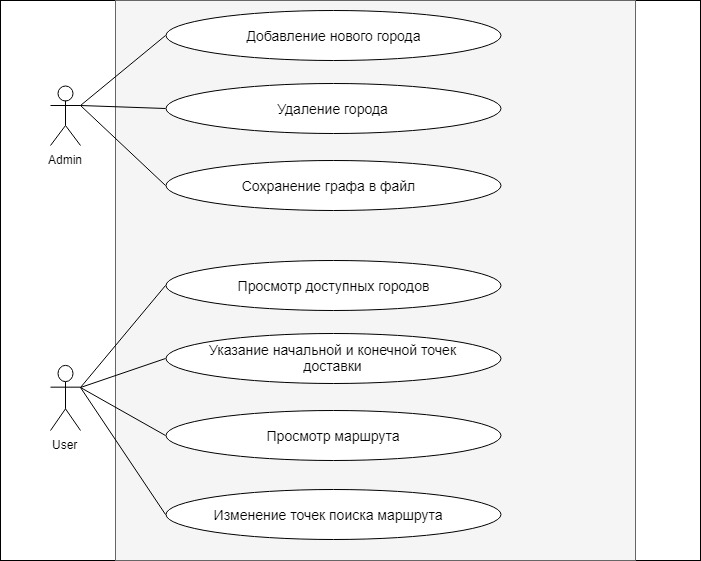 Добавление нового города
Удаление города
Admin
Сохранение графа в файл
Просмотр доступных городов
Указание начальной и конечной точек
доставки
User
Просмотр маршрута
Изменение точек поиска маршрута